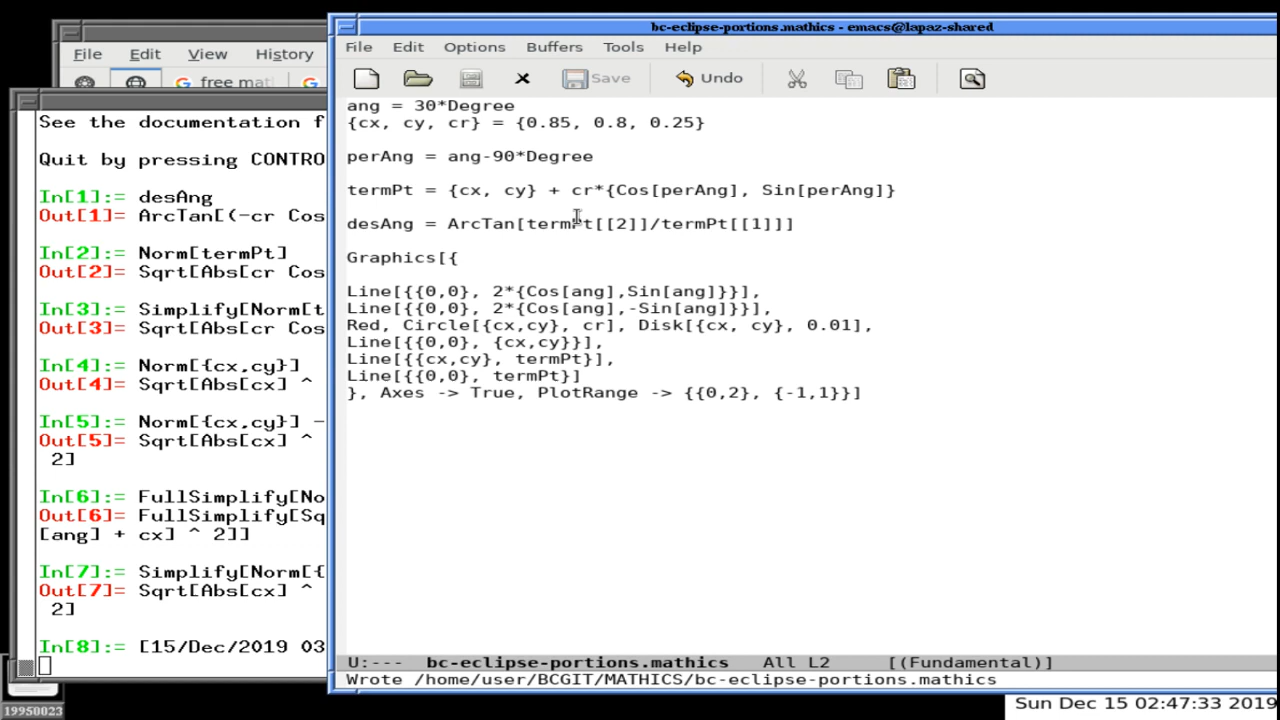 File Edit View History
free mat
See the documentation f
Quit by pressing CONTRO
In[1]:= desAng
Out[1]= ArcTan[(-cr Cos
In[2]:= Norm[termPt]
Out[2]= Sqrt[Abs[cr Cos
In[3]:= Simplify[Norm[t
Out[3]= Sqrt[Abs[cr Cos
In[4]:= Norm[{cx,cy}]
Out[4]= Sqrt[Abs[cx] ^
In[5]:= Norm[{cx,cy}] -
Out[5]= Sqrt[Abs[cx] ^
2]
In[6]:= FullSimplify[No
Out[6]= FullSimplify[Sq
[ang] + cx] ^ 2]]
In[7]:= Simplify[Norm[{
Out[7]= Sqrt[Abs[cx] ^
2]
In[8]:= [15/Dec/2019 03
19950023
bc-eclipse-portions.mathics - emacs@lapaz-shared
File Edit Options Buffers Tools Help
Save Undo
ang = 30*Degree
{cx, cy, cr} = {0.85, 0.8, 0.25}
perAng = ang-90*Degree
termPt = {cx, cy} + cr*{Cos[perAng], Sin[perAng]}
desAng = ArcTan[termPt[[2]]/termPt[[1]]]
Graphics[{
Line[{{0,0}, 2*{Cos[ang],Sin[ang]}}],
Line[{{0,0}, 2*{Cos[ang],-Sin[ang]}}],
Red, Circle[{cx,cy}, cr], Disk[{cx, cy}, 0.01],
Line[{{0,0}, {cx,cy}}],
Line[{{cx,cy}, termPt}],
Line[{{0,0}, termPt}]
}, Axes -> True, PlotRange -> {{0,2}, {-1,1}}]
U:--- bc-eclipse-portions.mathics All L2 [(Fundamental)]
Wrote /home/user/BCGIT/MATHICS/bc-eclipse-portions.mathics
Sun Dec 15 02:47:33 2019